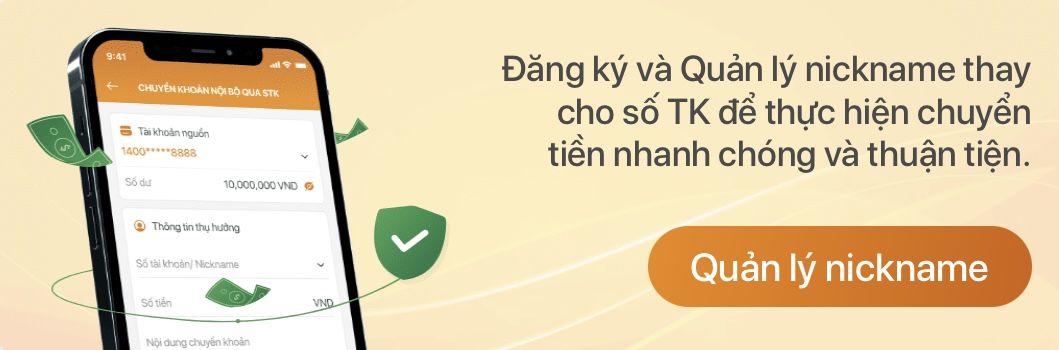 9:41
CHUYỂN KHOẢN NỘI BỘ QUA STK
Tài khoản nguồn
1400*****8888
Số dư 10,000,000 VND
Thông tin thụ hưởng
Số tài khoản/ Nickname
Số tiền VND
Nội dung chuyển khoản
Đăng ký và Quản lý nickname thay
cho số TK để thực hiện chuyển
tiền nhanh chóng và thuận tiện.
Quản lý nickname